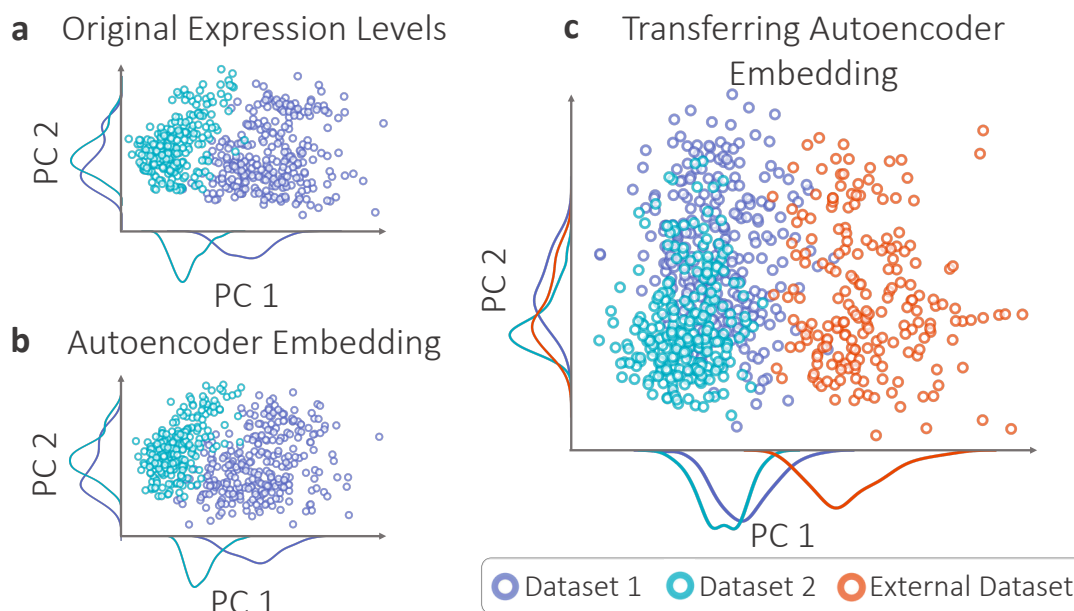 a Original Expression Levels
PC 2
PC 1
b Autoencoder Embedding
PC 2
PC 1
c Transferring Autoencoder
Embedding
PC 2
PC 1
Dataset 1 Dataset 2 External Dataset